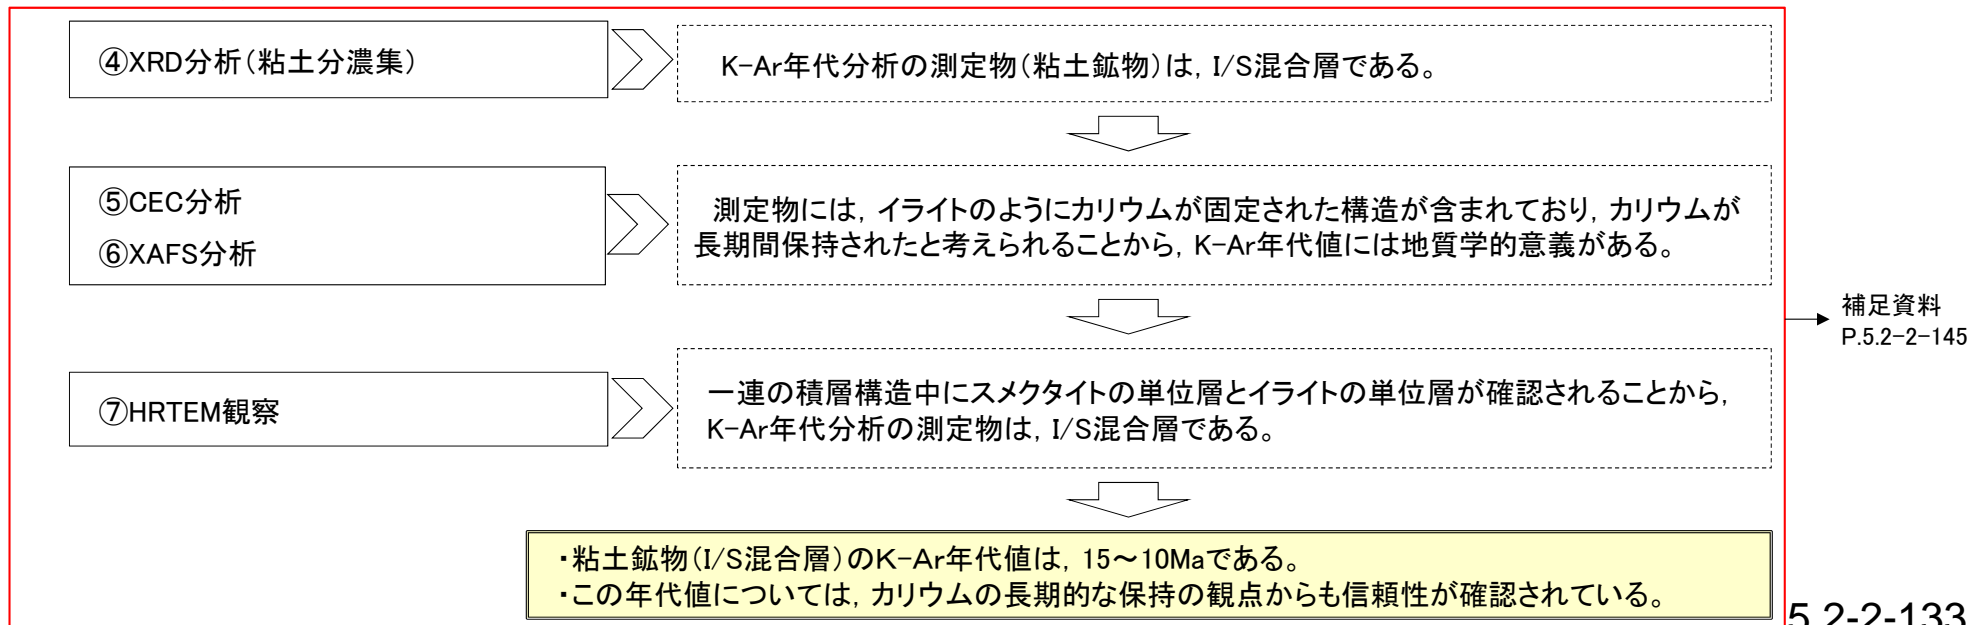 ④XRD分析(粘土分濃集)
K-Ar年代分析の測定物(粘土鉱物)は,I/S混合層である。
⑤CEC分析
⑥XAFS分析
測定物には,イライトのようにカリウムが固定された構造が含まれており,カリウムが
長期間保持されたと考えられることから,K-Ar年代値には地質学的意義がある。
補足資料
P.5.2-2-145
⑦HRTEM観察
一連の積層構造中にスメクタイトの単位層とイライトの単位層が確認されることから,
K-Ar年代分析の測定物は,I/S混合層である。
・粘土鉱物(I/S混合層)のK-Ar年代値は,15~10Maである。
・この年代値については,カリウムの長期的な保持の観点からも信頼性が確認されている。
5.2-2-133